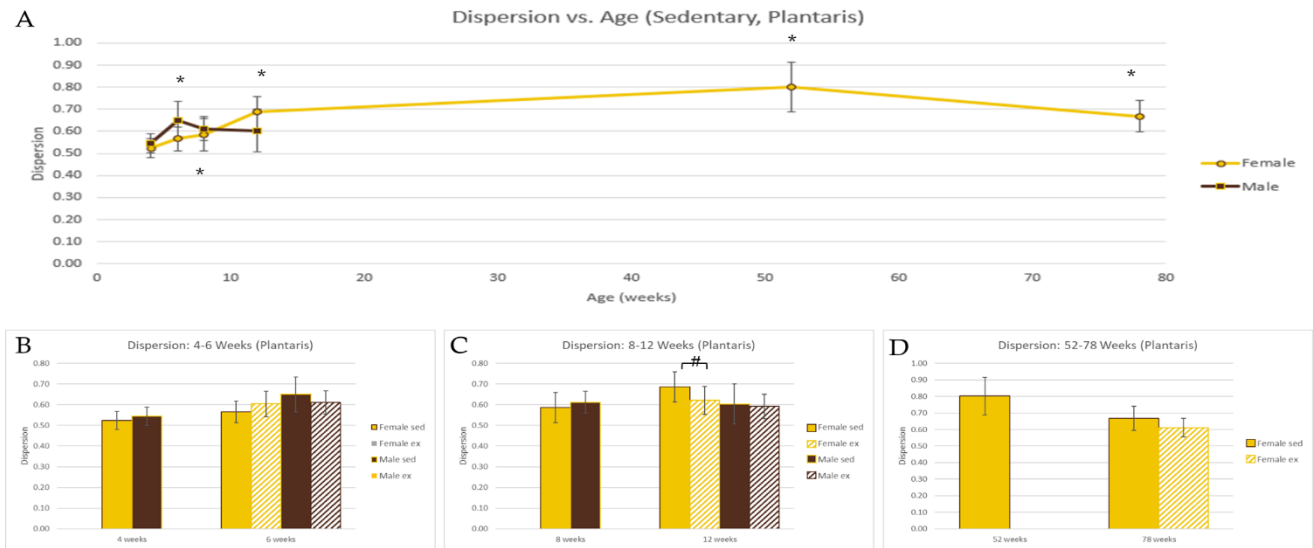 A
Dispersion vs. Age (Sedentary, Plantaris)
1.00
0.90
0.80
0.70
0.60
0.50
0.40
0.30
0.20
0.10
0.00
Dispersion
* * * * *
0 10 20 30 40 50 60 70 80
Age (weeks)
Female
Male
B
Dispersion: 4-6 Weeks (Plantaris)
0.80
0.70
0.60
0.50
0.40
0.30
0.20
0.10
0.00
Dispersion
4 weeks 6 weeks
Female sed
Female ex
Male sed
Male ex
C
Dispersion: 8-12 Weeks (Plantaris)
0.80
0.70
0.60
0.50
0.40
0.30
0.20
0.10
0.00
Dispersion
#
8 weeks 12 weeks
Female sed
Female ex
Male sed
Male ex
D
Dispersion: 52-78 Weeks (Plantaris)
1.00
0.90
0.80
0.70
0.60
0.50
0.40
0.30
0.20
0.10
0.00
Dispersion
52 weeks 78 weeks
Female sed
Female ex